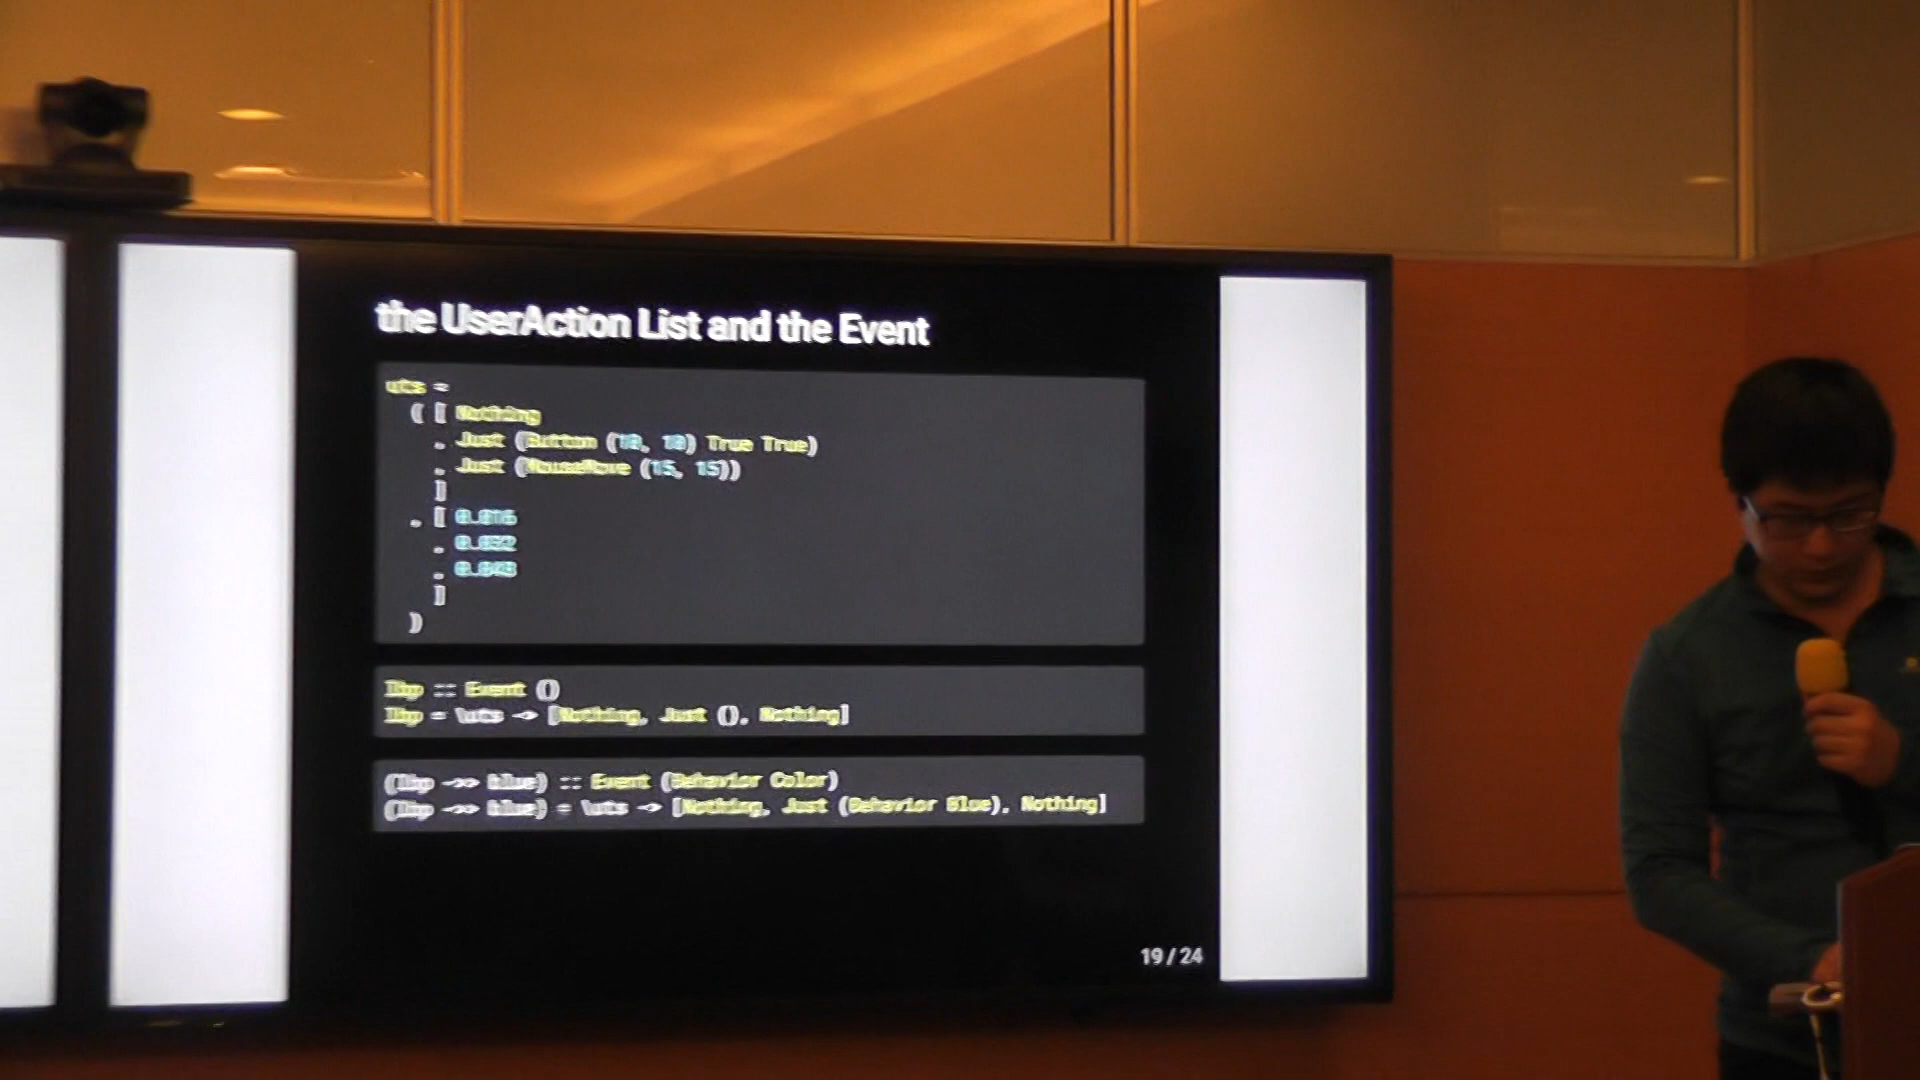 the UserAction List and the Event
uts =
( [ Nothing
, Just (Button (10, 10) True True)
, Just (MouseMove (15, 15))
]
, [ 0.016
, 0.032
, 0.048
]
)
lbp :: Event ()
lbp = \uts -> [Nothing, Just (), Nothing]
(lbp ->> blue) :: Event (Behavior Color)
(lbp ->> blue) = \uts -> [Nothing, Just (Behavior Blue), Nothing]
19 / 24